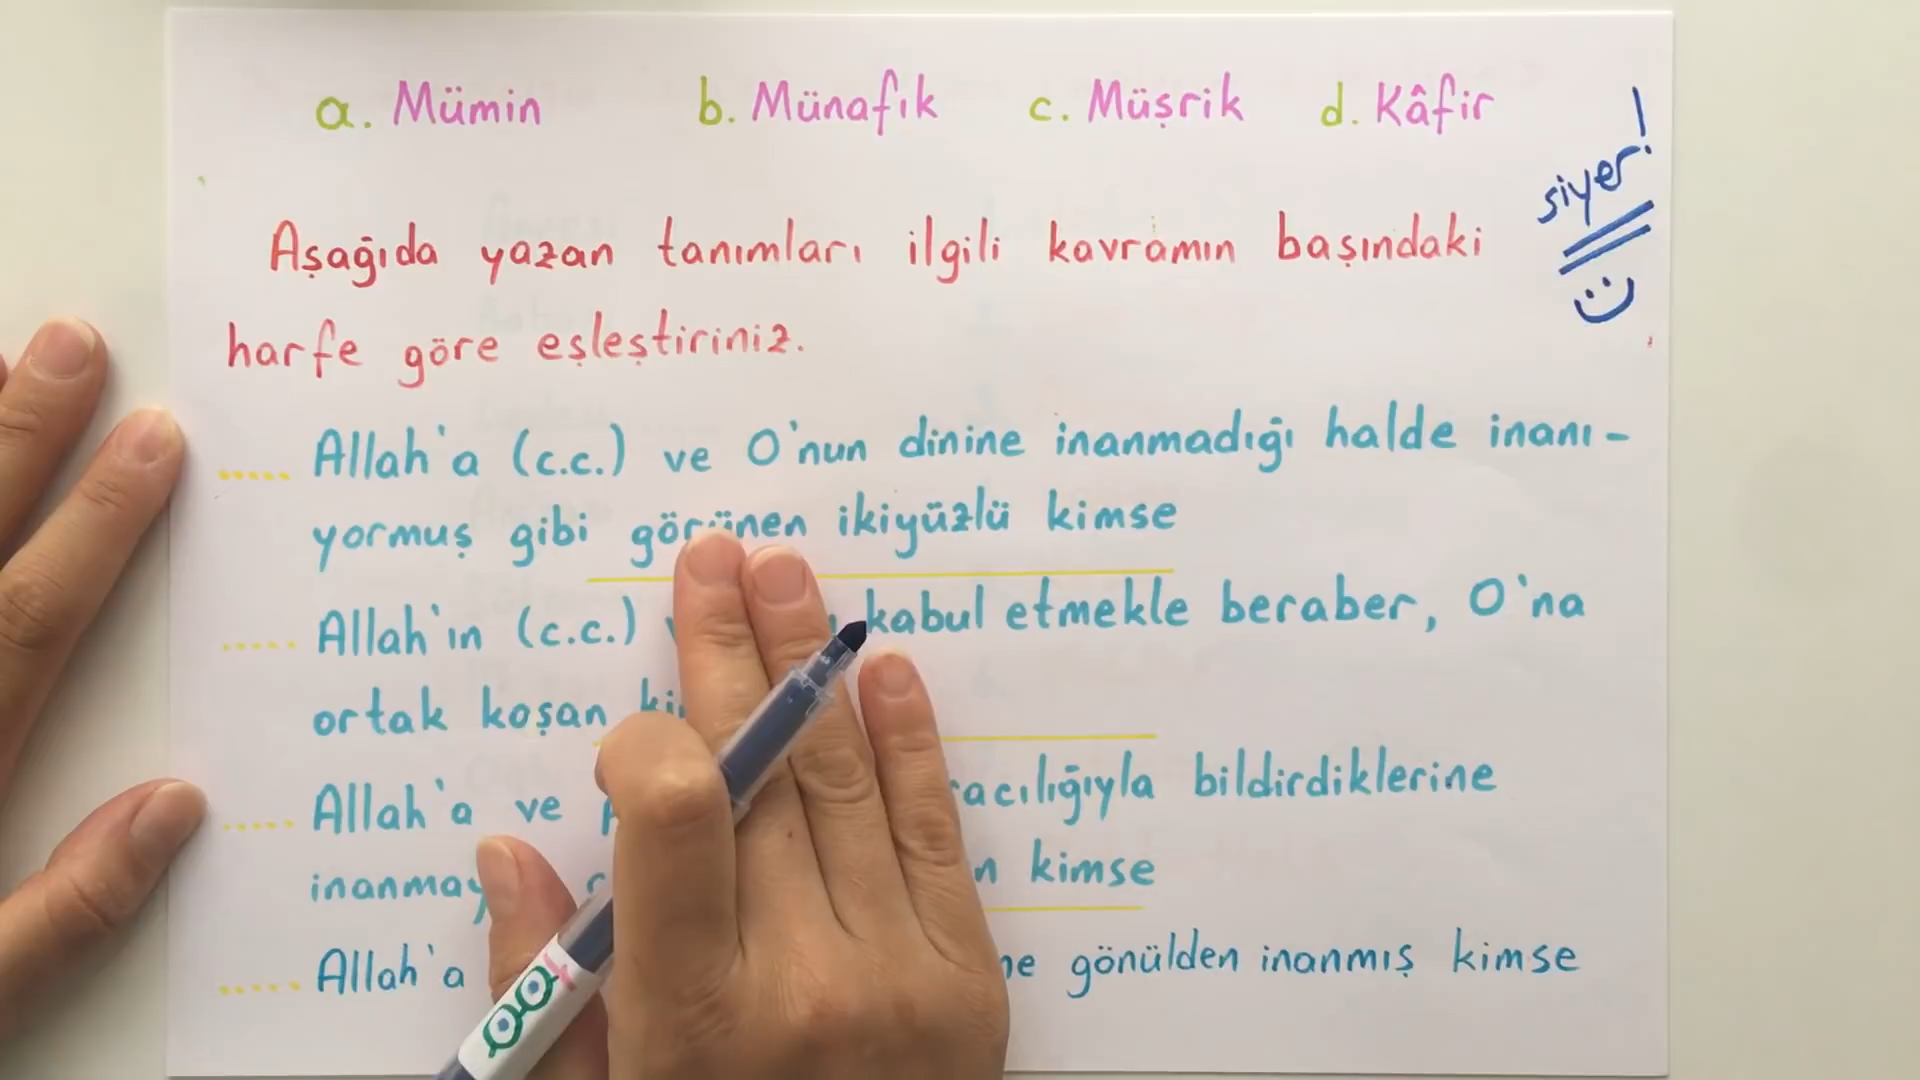 a. Mümin b. Münafık c. Müşrik d. Kâfir
siyer!
Aşağıda yazan tanımları ilgili kavramın başındaki
harfe göre eşleştiriniz.
..... Allah'a (c.c.) ve O'nun dinine inanmadığı halde inanı-
yormuş gibi görünen ikiyüzlü kimse
..... Allah'ın (c.c.) kabul etmekle beraber, O'na
ortak koşan
..... Allah'a ve bildirdiklerine
kimse
..... Allah'a gönülden inanmış kimse